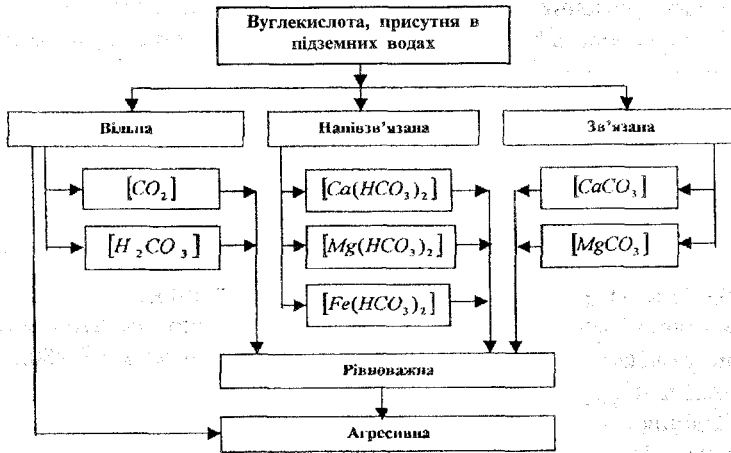 Вуглекислота, присутня в
підземних водах
Вільна
Напівзв'язана
Зв'язана
[CO₂]
[Ca(HCO₃)₂]
[CaCO₃]
[H₂CO₃]
[Mg(HCO₃)₂]
[MgCO₃]
[Fe(HCO₃)₂]
Рівноважна
Агресивна